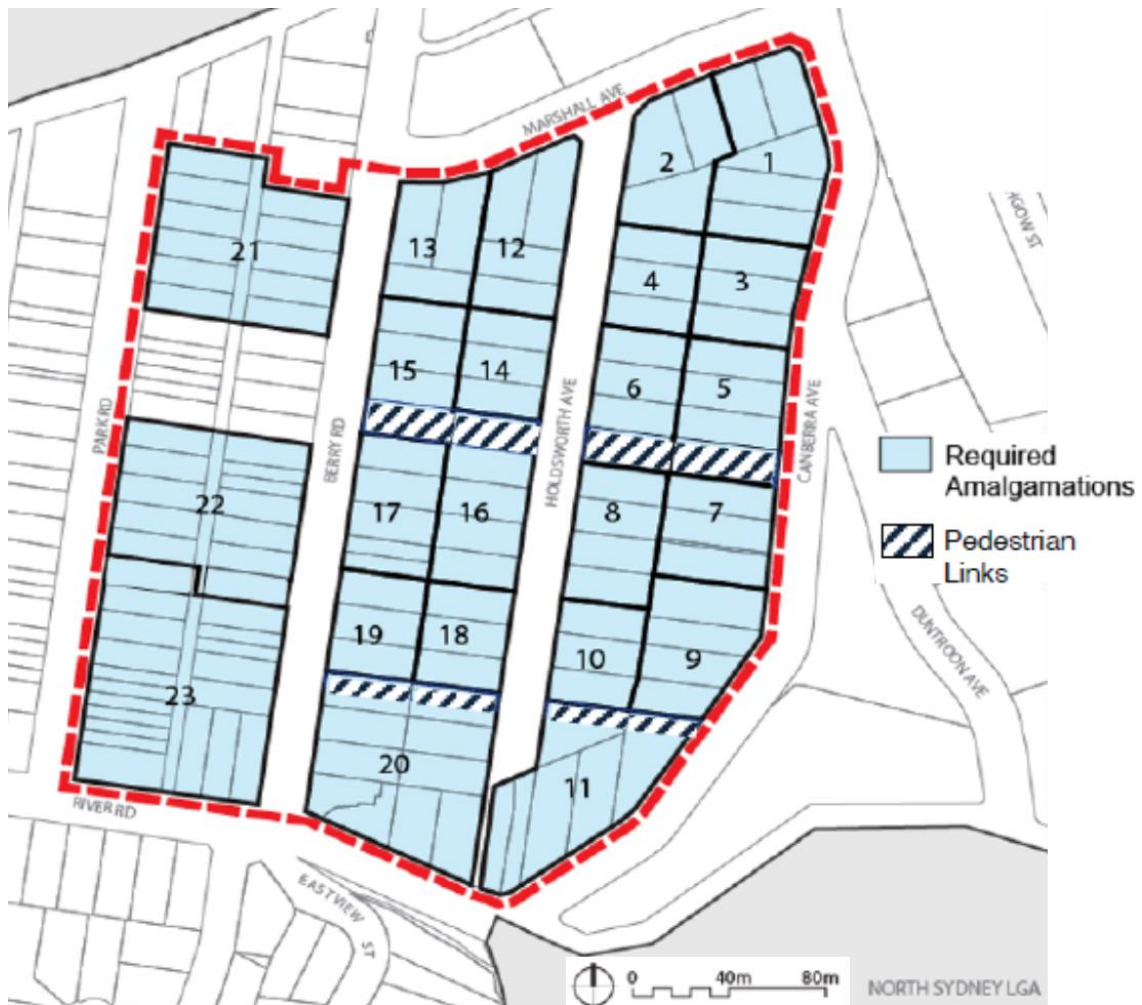 MARSHALL AVE
2
1
21
13
12
4
3
15
14
6
5
PARK RD
BERRY RD
HOLDSWORTH AVE
CANBERRA AVE
Required
Amalgamations
Pedestrian
Links
22
17
16
8
7
19
18
10
9
DUNTROON AVE
23
20
11
RIVER RD
EASTVIEW ST
0 40m 80m
NORTH SYDNEY LGA